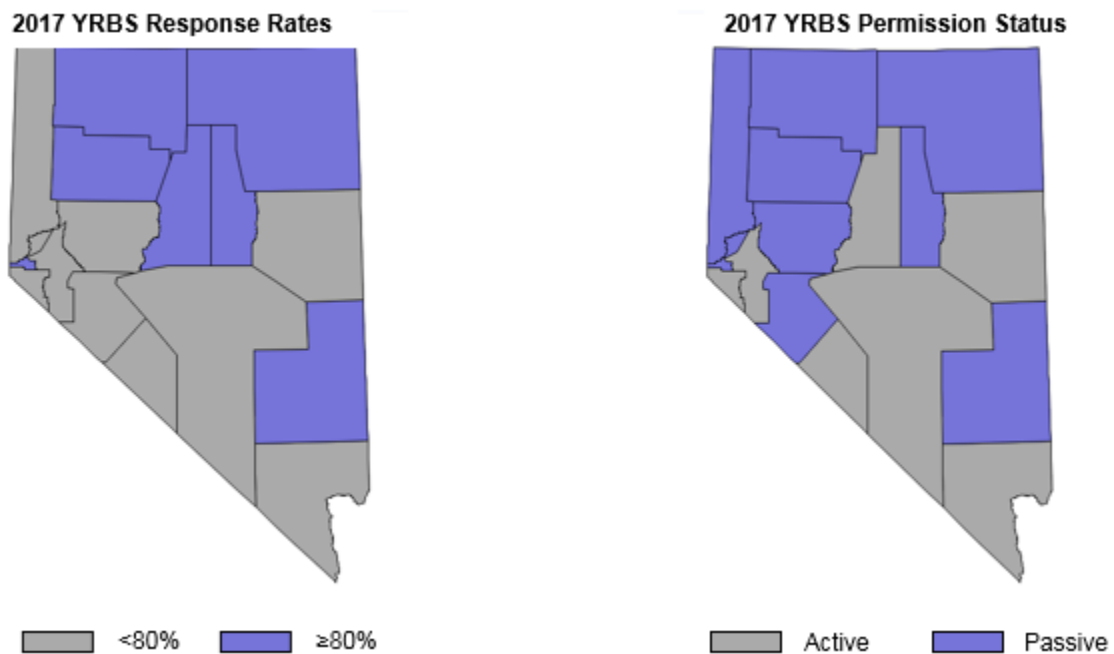 2017 YRBS Response Rates
2017 YRBS Permission Status
<80%
≥80%
Active
Passive